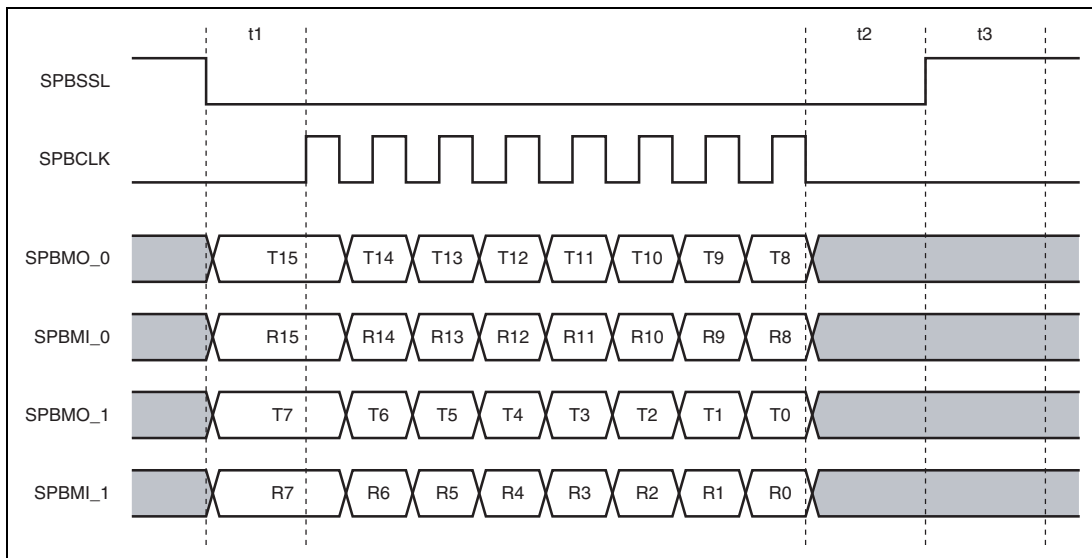 t1 t2 t3
SPBSSL
SPBCLK
SPBMO_0 T15 T14 T13 T12 T11 T10 T9 T8
SPBMI_0 R15 R14 R13 R12 R11 R10 R9 R8
SPBMO_1 T7 T6 T5 T4 T3 T2 T1 T0
SPBMI_1 R7 R6 R5 R4 R3 R2 R1 R0